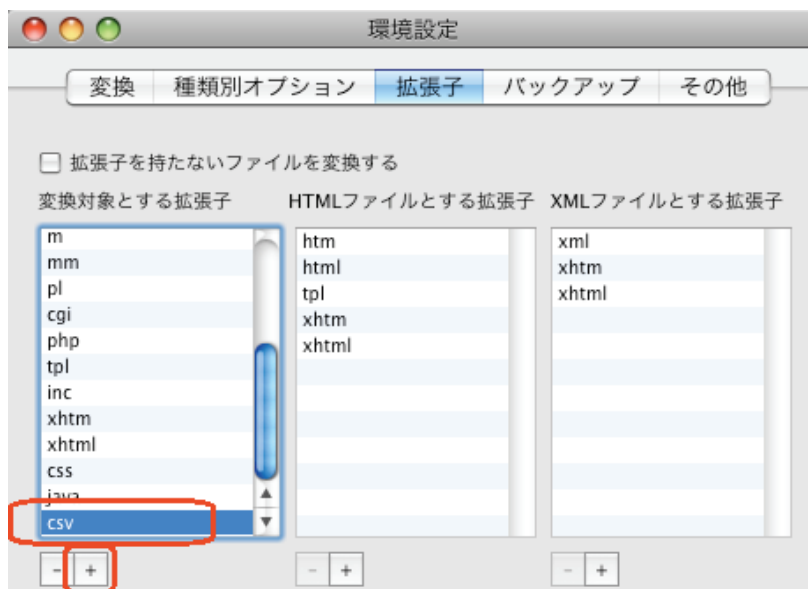 環境設定
変換 種類別オプション 拡張子 バックアップ その他
拡張子を持たないファイルを変換する
変換対象とする拡張子 HTMLファイルとする拡張子 XMLファイルとする拡張子
m
mm
pl
cgi
php
tpl
inc
xhtm
xhtml
css
java
csv
- +
htm
html
tpl
xhtm
xhtml
- +
xml
xhtm
xhtml
- +